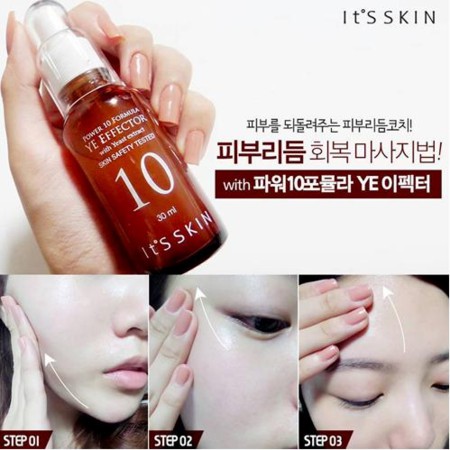 It'S SKIN
피부를 되돌려주는 피부리듬코치!
피부리듬 회복 마사지법!
with 파워10포뮬라 YE 이펙터
POWER 10 FORMULA
YE EFFECTOR
with Yeast extract
SKIN SAFETY TESTED
10
30 ml
It'S SKIN
STEP 01
STEP 02
STEP 03